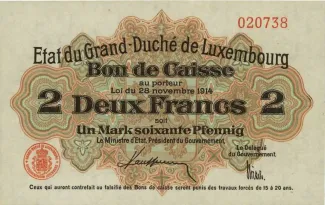 020738
Etat du Grand-Duché de Luxembourg
Bon de Caisse
au porteur
Loi du 28 novembre 1914
2 Deux Francs 2
soit
Un Mark soixante Pfennig
Le Ministre d'Etat, Président du Gouvernement.
Le Délégué
du Gouvernement.
Ceux qui auront contrefait ou falsifié des Bons de caisse seront punis des travaux forcés de 15 à 20 ans.